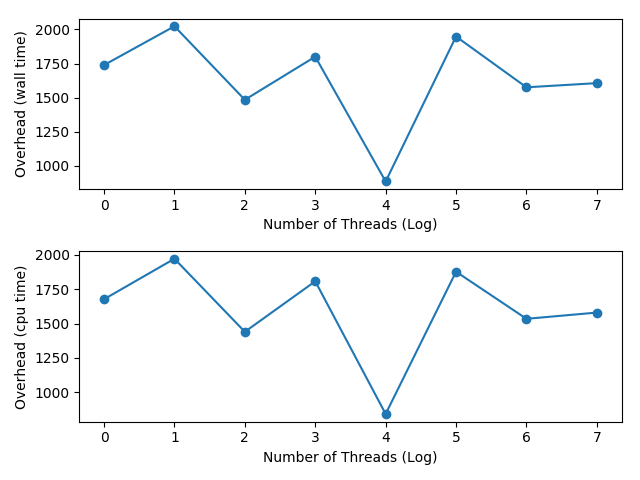 Overhead (wall time)
2000
1750
1500
1250
1000
0 1 2 3 4 5 6 7
Number of Threads (Log)
Overhead (cpu time)
2000
1750
1500
1250
1000
0 1 2 3 4 5 6 7
Number of Threads (Log)